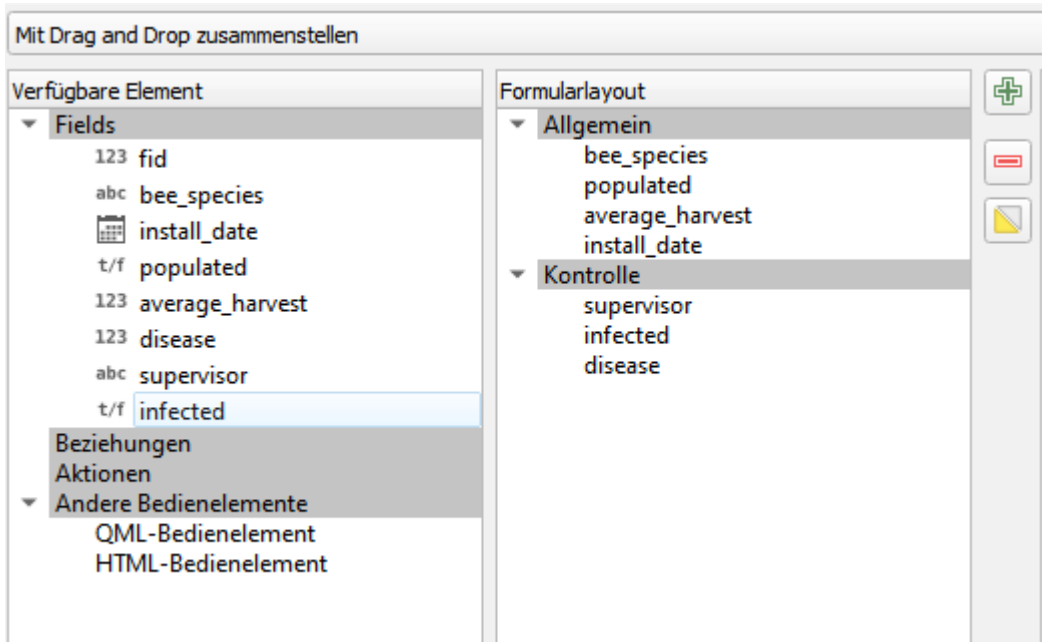 Mit Drag and Drop zusammenstellen
Verfügbare Element
Fields
123 fid
abc bee_species
install_date
t/f populated
123 average_harvest
123 disease
abc supervisor
t/f infected
Beziehungen
Aktionen
Andere Bedienelemente
QML-Bedienelement
HTML-Bedienelement
Formularlayout
Allgemein
bee_species
populated
average_harvest
install_date
Kontrolle
supervisor
infected
disease